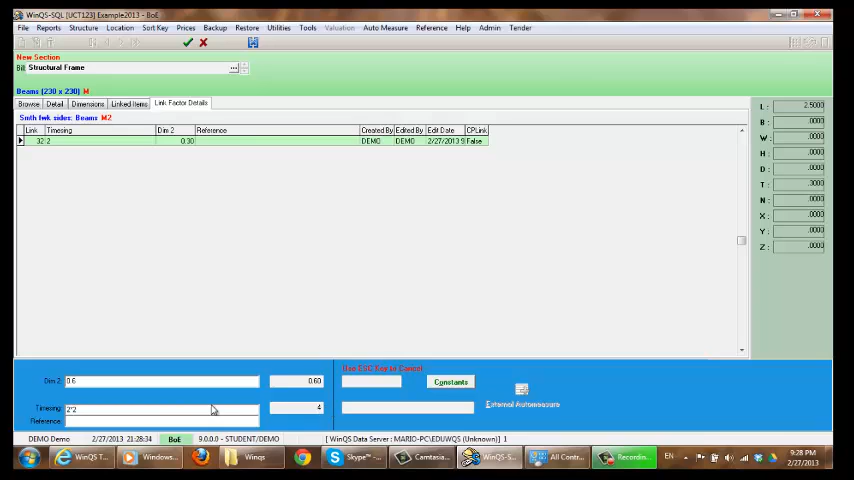 WinQS-SQL [UCT123] Example2013 - BoE
File Reports Structure Location Sort Key Prices Backup Restore Utilities Tools Valuation Auto Measure Reference Help Admin Tender
New Section
Bill: Structural Frame ...
Beams (230 x 230) M
Browse Detail Dimensions Linked Items Link Factor Details
Smth fwk sides: Beams M2
Link Timesing Dim 2 Reference Created By Edited By Edit Date CPLink
32 2 0.30 DEMO DEMO 2/27/2013 9 False
L : 2.5000
B : .0000
W : .0000
H : .0000
D : .0000
T : .3000
N : .0000
X : .0000
Y : .0000
Z : .0000
Use ESC Key to Cancel
Dim 2: 0.6 0.60 Constants
External Automeasure
Timesing: 2*2 4
Reference:
DEMO Demo 2/27/2013 21:28:34 BoE 9.0.0.0 - STUDENT/DEMO [ WinQS Data Server : MARIO-PC\EDUWQS (Unknown) ] 1
WinQS T... Windows... Winqs Skype™ -... Camtasia... WinQS-S... All Contr... Recordin... EN 9:28 PM
2/27/2013